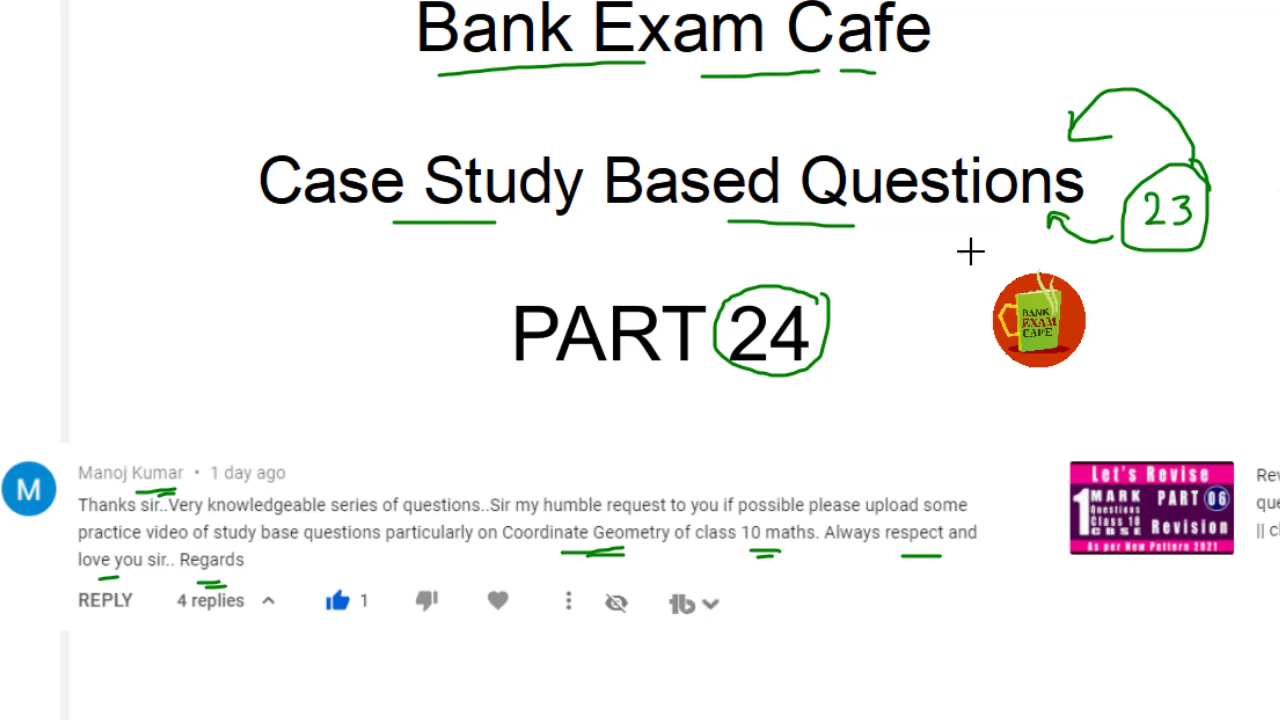 Bank Exam Cafe
Case Study Based Questions
23
PART 24
BANK
EXAM
CAFE
Manoj Kumar • 1 day ago
M
Thanks sir..Very knowledgeable series of questions..Sir my humble request to you if possible please upload some
practice video of study base questions particularly on Coordinate Geometry of class 10 maths. Always respect and
love you sir.. Regards
REPLY 4 replies 1
Let's Revise
1 MARK PART 06
Questions
Class 10 Revision
CBSE
As per New Pattern 2021